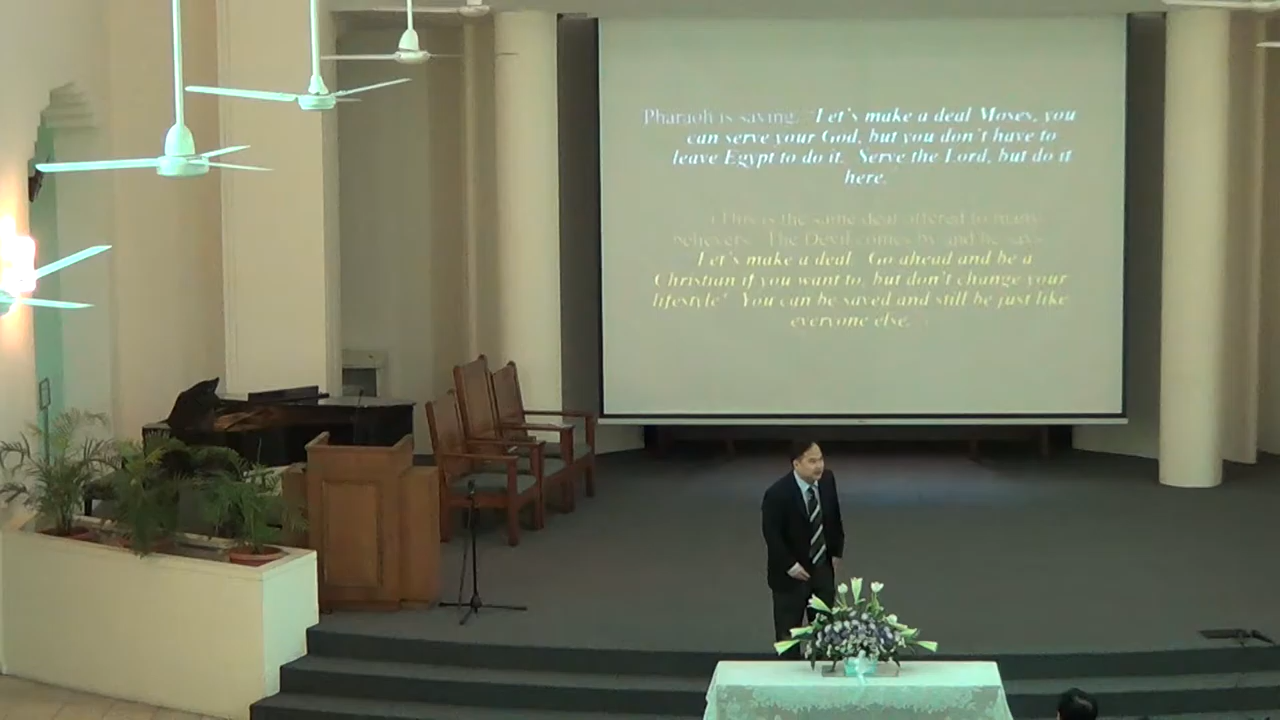 Pharaoh is saying, "Let's make a deal Moses, you
can serve your God, but you don't have to
leave Egypt to do it. Serve the Lord, but do it
here."
(This is the same deal offered to many
believers. The Devil comes by and he says
Let's make a deal. Go ahead and be a
Christian if you want to, but don't change your
lifestyle! You can be saved and still be just like
everyone else.